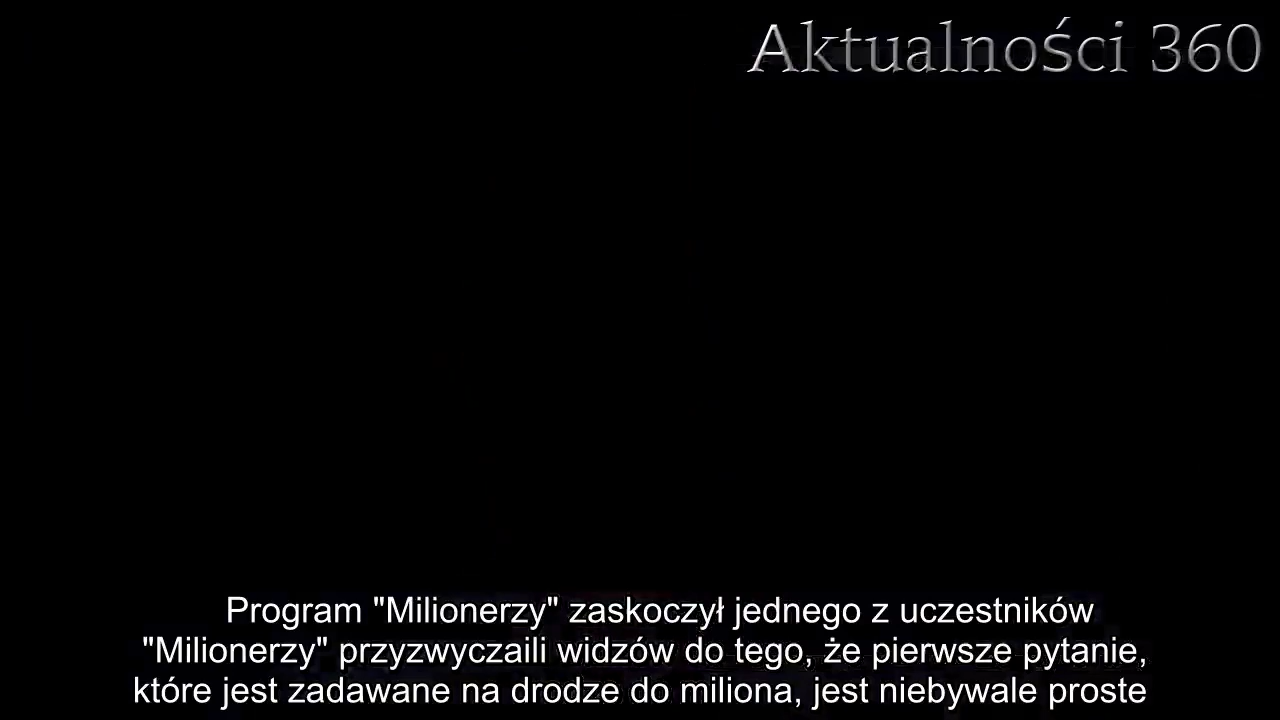 Aktualności 360
Program "Milionerzy" zaskoczył jednego z uczestników
"Milionerzy" przyzwyczaili widzów do tego, że pierwsze pytanie,
które jest zadawane na drodze do miliona, jest niebywale proste